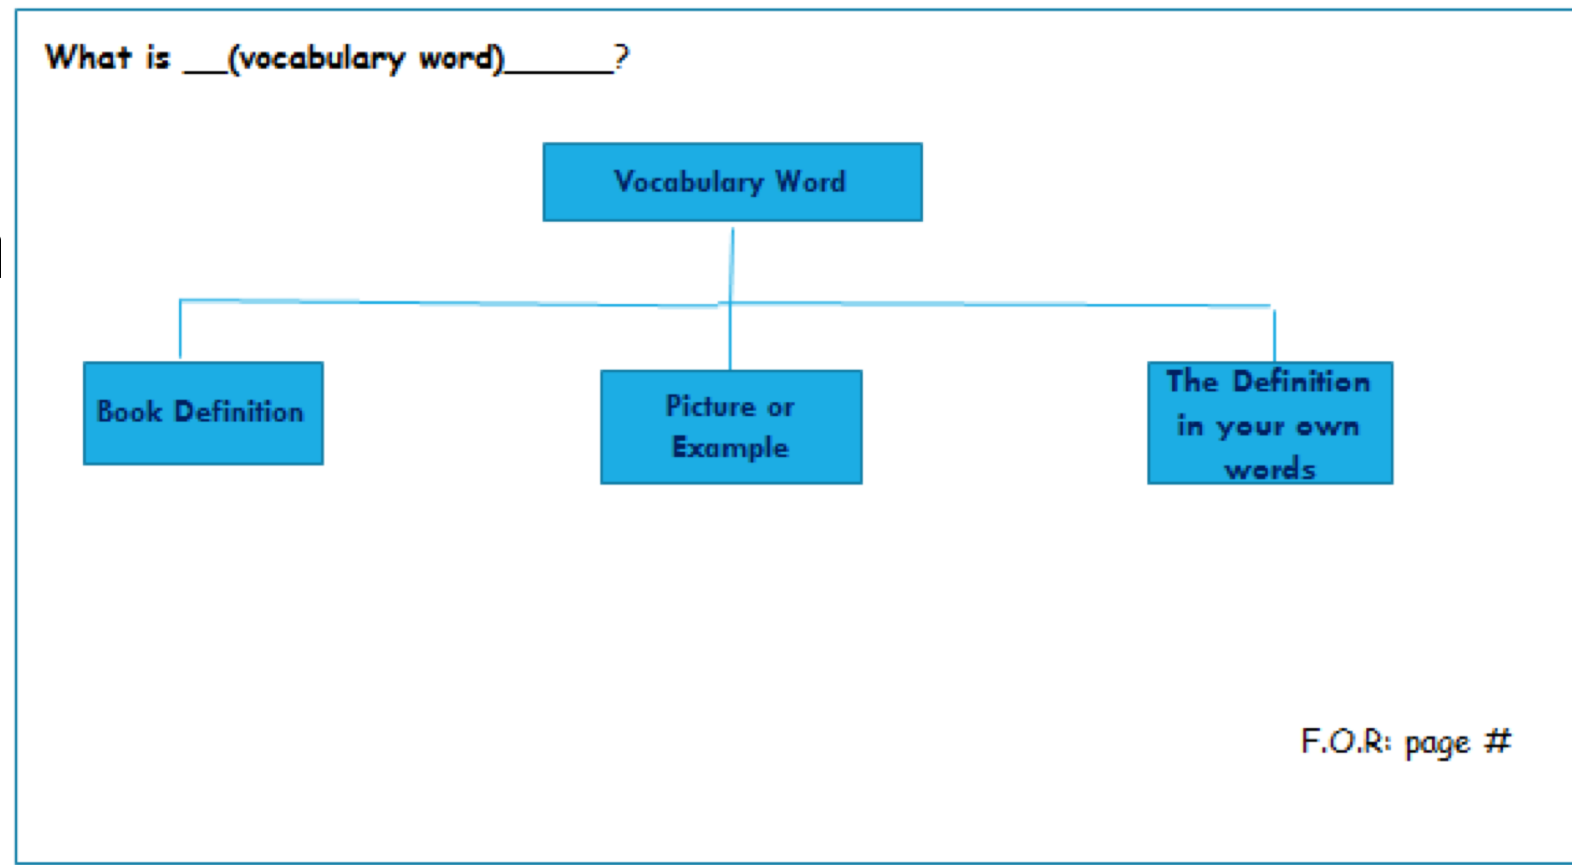 What is __(vocabulary word)______?
Vocabulary Word
Book Definition
Picture or
Example
The Definition
in your own
words
F.O.R: page #